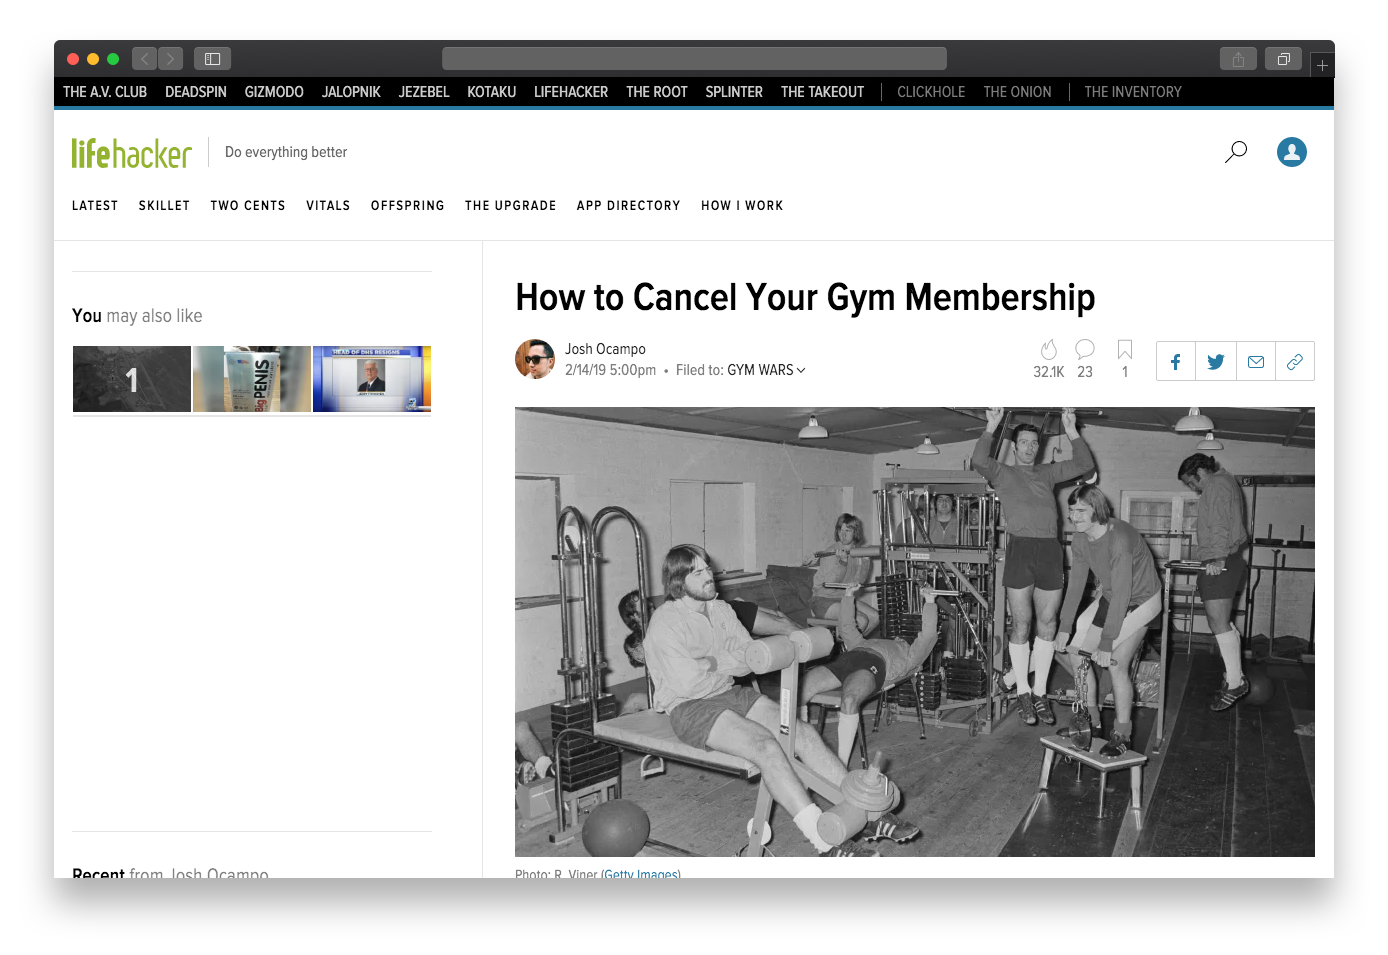 THE A.V. CLUB DEADSPIN GIZMODO JALOPNIK JEZEBEL KOTAKU LIFEHACKER THE ROOT SPLINTER THE TAKEOUT CLICKHOLE THE ONION THE INVENTORY
lifehacker Do everything better
LATEST SKILLET TWO CENTS VITALS OFFSPRING THE UPGRADE APP DIRECTORY HOW I WORK
You may also like
1
Big PENIS
HEAD OF DHS RESIGNS
How to Cancel Your Gym Membership
Josh Ocampo
2/14/19 5:00pm • Filed to: GYM WARS
32.1K 23 1
Photo: R. Viner (Getty Images)
Recent from Josh Ocampo